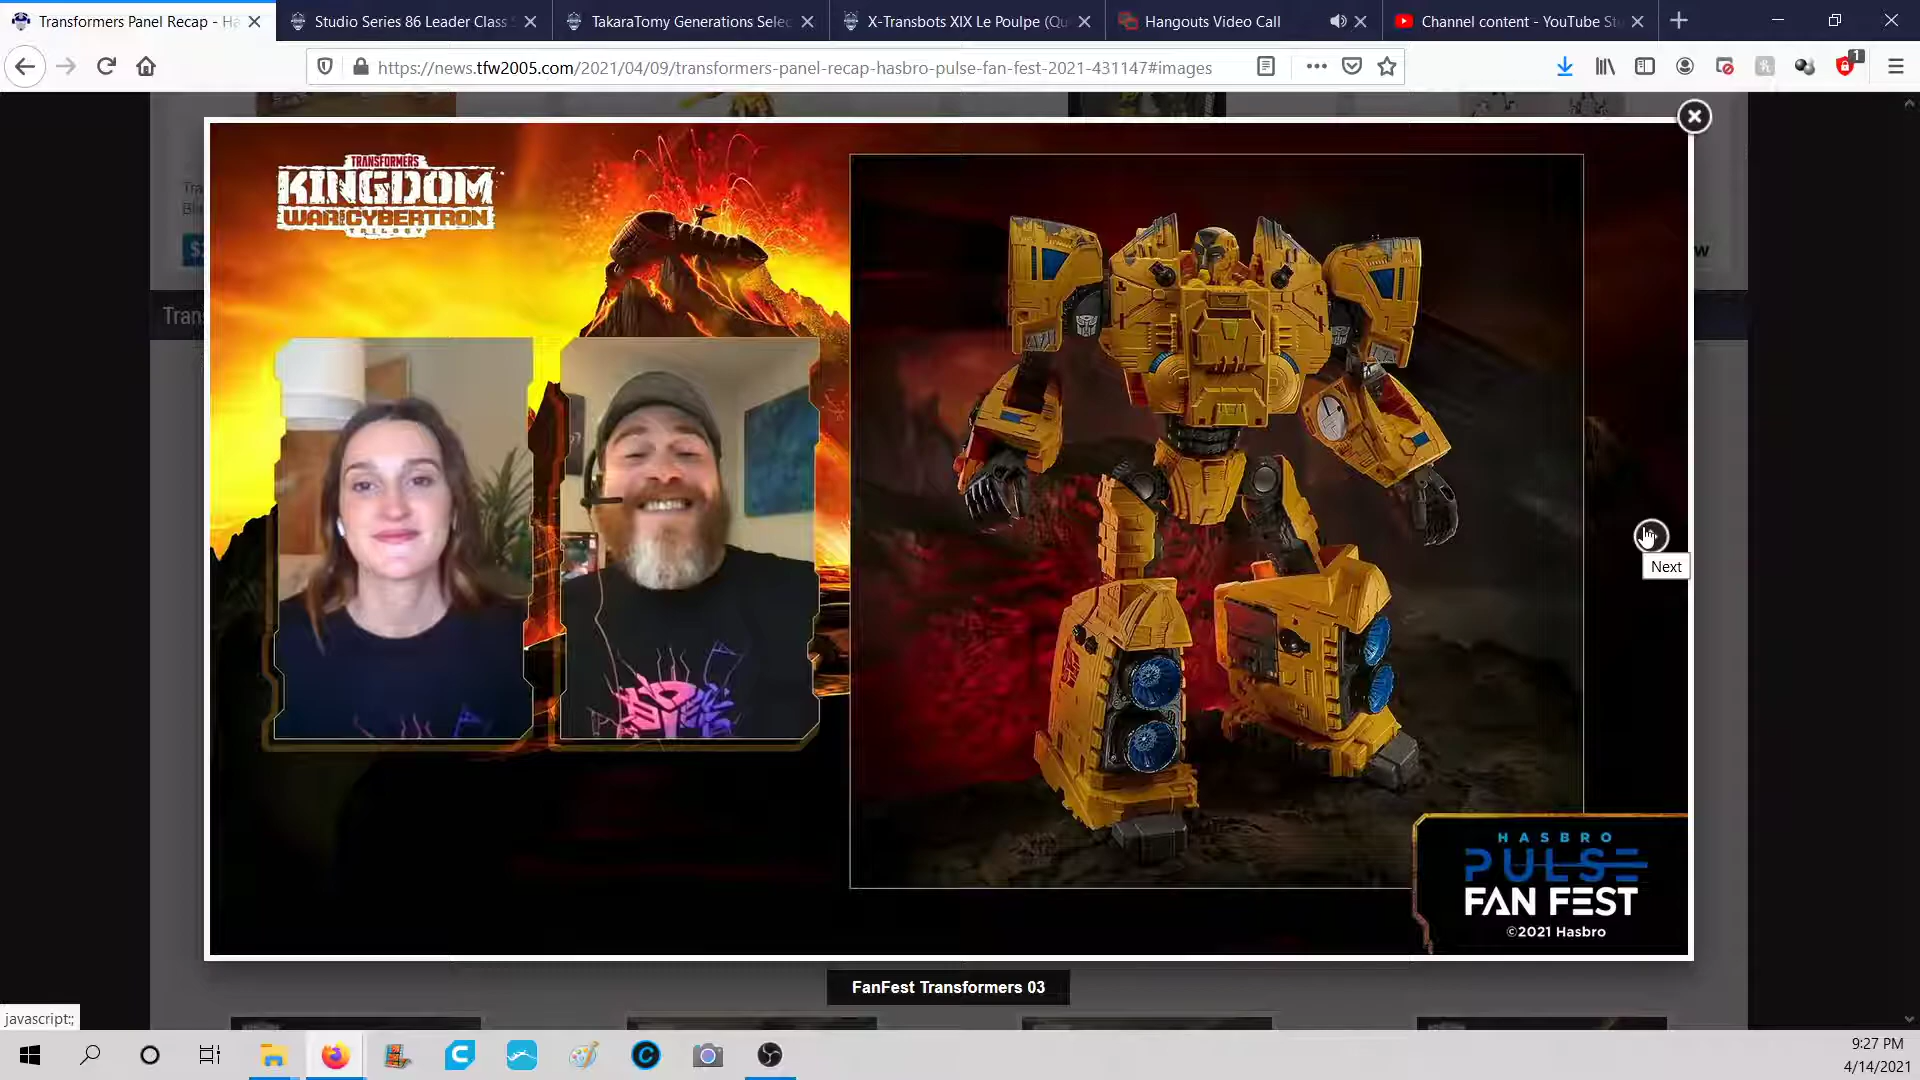 Transformers Panel Recap - Ha
Studio Series 86 Leader Class S
TakaraTomy Generations Selec
X-Transbots XIX Le Poulpe (Qu
Hangouts Video Call
Channel content - YouTube St
https://news.tfw2005.com/2021/04/09/transformers-panel-recap-hasbro-pulse-fan-fest-2021-431147#images
1
TRANSFORMERS
KINGDOM
WAR FOR CYBERTRON
TRILOGY
Tran
Next
HASBRO
PULSE
FAN FEST
©2021 Hasbro
FanFest Transformers 03
javascript:;
9:27 PM
4/14/2021